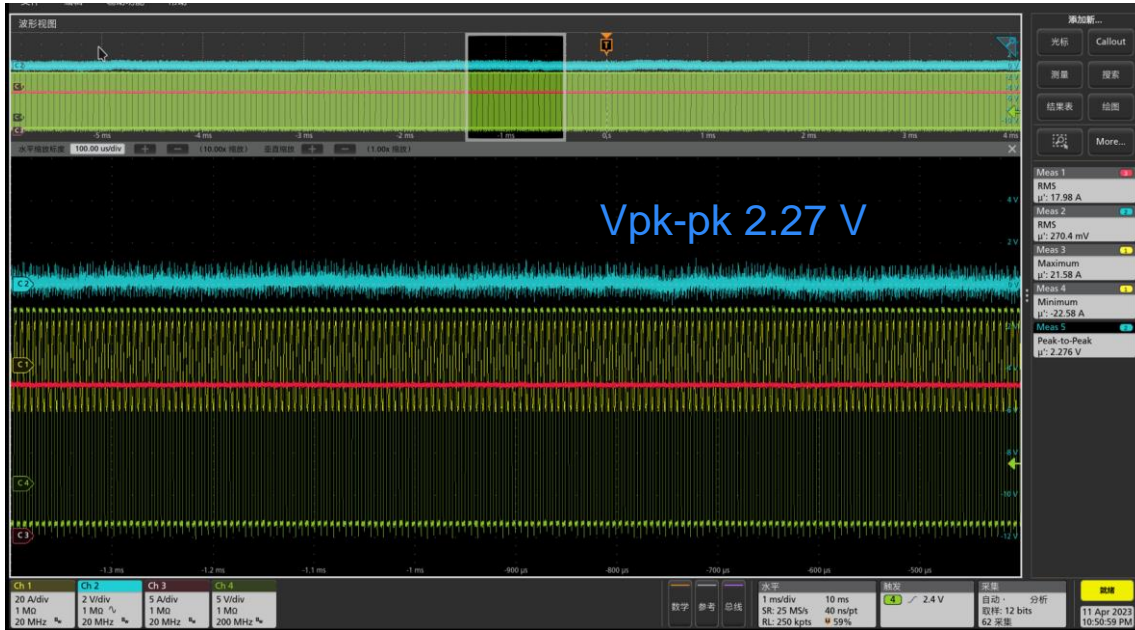 波形视图
添加新...
光标 Callout
测量 搜索
结果表 绘图
More...
T
C2
-5 ms -4 ms -3 ms -2 ms -1 ms 0 s 1 ms 2 ms 3 ms 4 ms
水平缩放标度 100.00 us/div + − (10.00x 缩放) 垂直缩放 + − (1.00x 缩放) ×
Vpk-pk 2.27 V
4 V
2 V
C2
C1
C4
C3
-8 V
-10 V
-12 V
-1.3 ms -1.2 ms -1.1 ms -1 ms -900 µs -800 µs -700 µs -600 µs -500 µs
Meas 1 3
RMS
µ': 17.98 A
Meas 2 2
RMS
µ': 270.4 mV
Meas 3 1
Maximum
µ': 21.58 A
Meas 4 1
Minimum
µ': -22.58 A
Meas 5 2
Peak-to-Peak
µ': 2.276 V
Ch 1
20 A/div
1 MΩ
20 MHz
Ch 2
2 V/div
1 MΩ
20 MHz
Ch 3
5 A/div
1 MΩ
20 MHz
Ch 4
5 V/div
1 MΩ
200 MHz
数学 参考 总线
水平
1 ms/div 10 ms
SR: 25 MS/s 40 ns/pt
RL: 250 kpts 59%
触发
4 2.4 V
采集
自动, 分析
取样: 12 bits
62 采集
就绪
11 Apr 2023
10:50:59 PM